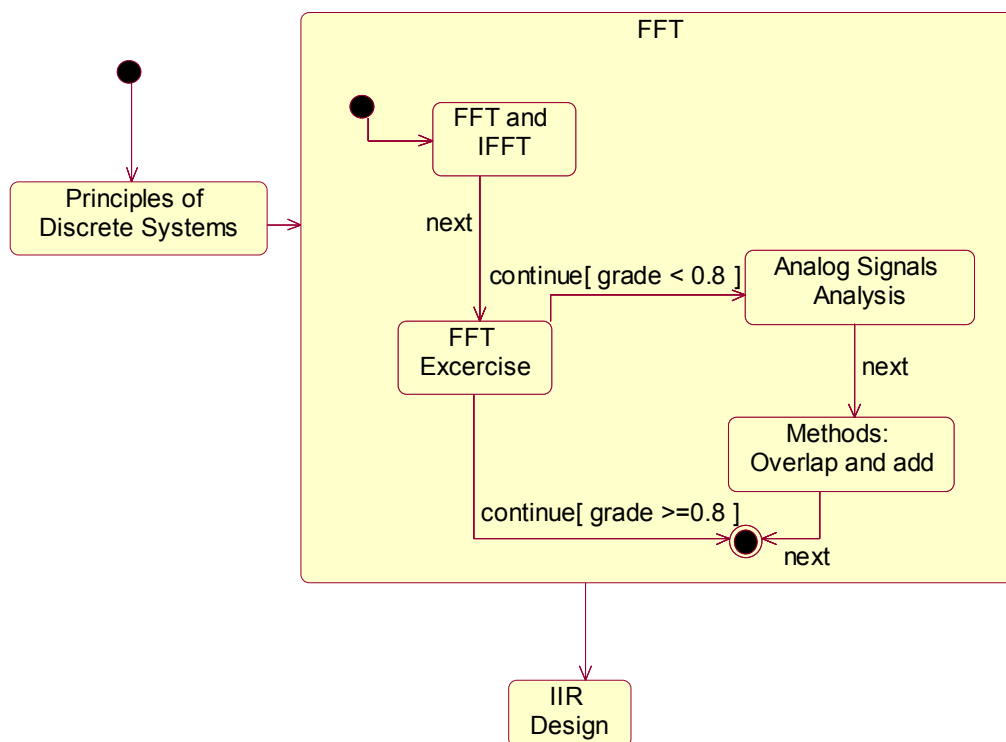 FFT
FFT and
IFFT
Principles of
Discrete Systems
next
continue[ grade < 0.8 ]
Analog Signals
Analysis
FFT
Excercise
next
Methods:
Overlap and add
continue[ grade >=0.8 ]
next
IIR
Design